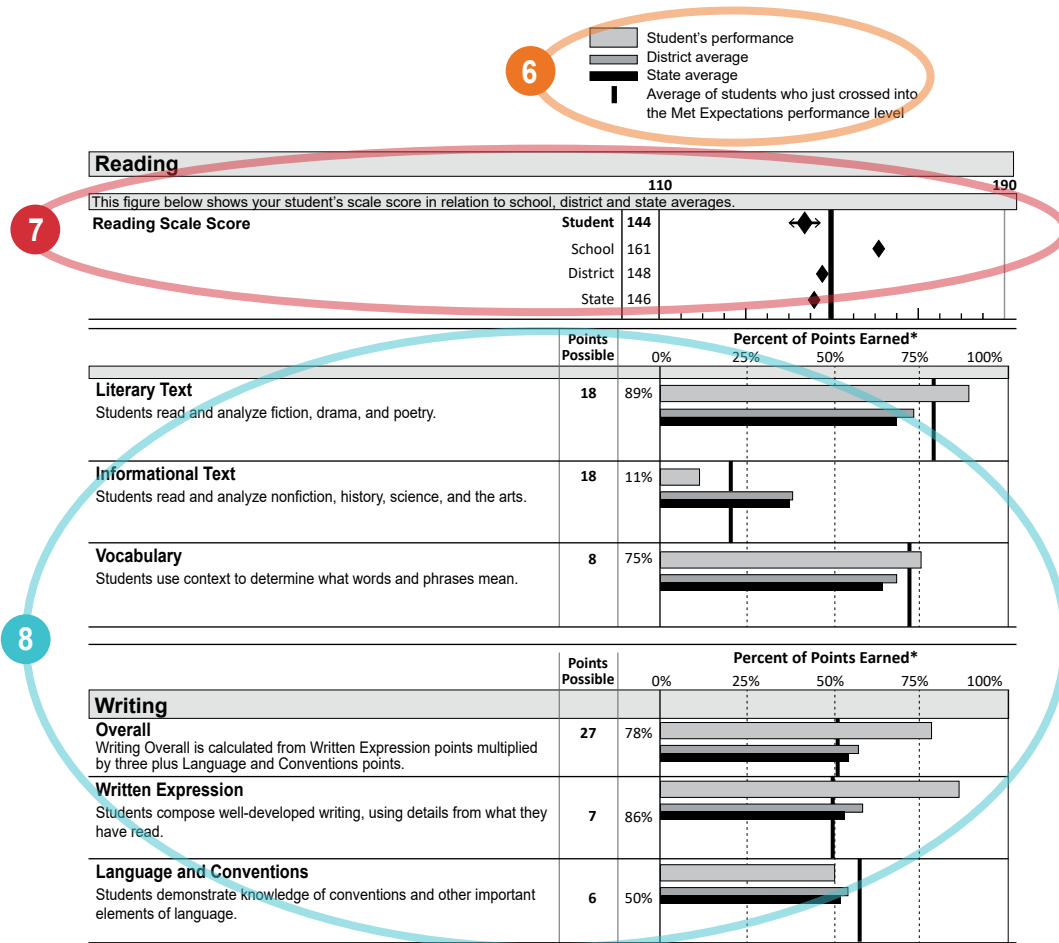 Student's performance
District average
6
State average
Average of students who just crossed into
the Met Expectations performance level
Reading
110 190
This figure below shows your student's scale score in relation to school, district and state averages.
7
Reading Scale Score Student 144
School 161
District 148
State 146
Points Possible
Percent of Points Earned*
0% 25% 50% 75% 100%
Literary Text
18 89%
Students read and analyze fiction, drama, and poetry.
Informational Text
18 11%
Students read and analyze nonfiction, history, science, and the arts.
Vocabulary
8 75%
Students use context to determine what words and phrases mean.
8
Points Possible
Percent of Points Earned*
0% 25% 50% 75% 100%
Writing
Overall
27 78%
Writing Overall is calculated from Written Expression points multiplied
by three plus Language and Conventions points.
Written Expression
Students compose well-developed writing, using details from what they
have read.
7 86%
Language and Conventions
Students demonstrate knowledge of conventions and other important
elements of language.
6 50%